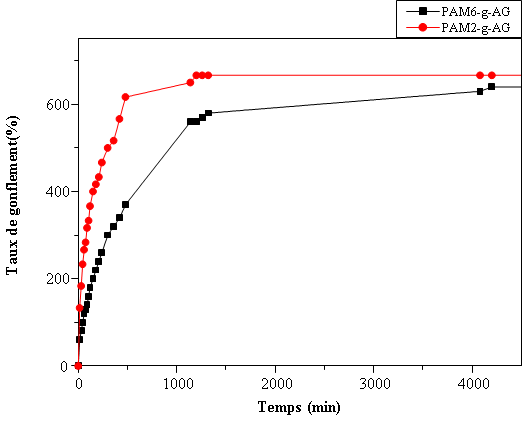 PAM6-g-AG
PAM2-g-AG
Taux de gonflement(%)
600
400
200
0
0 1000 2000 3000 4000
Temps (min)